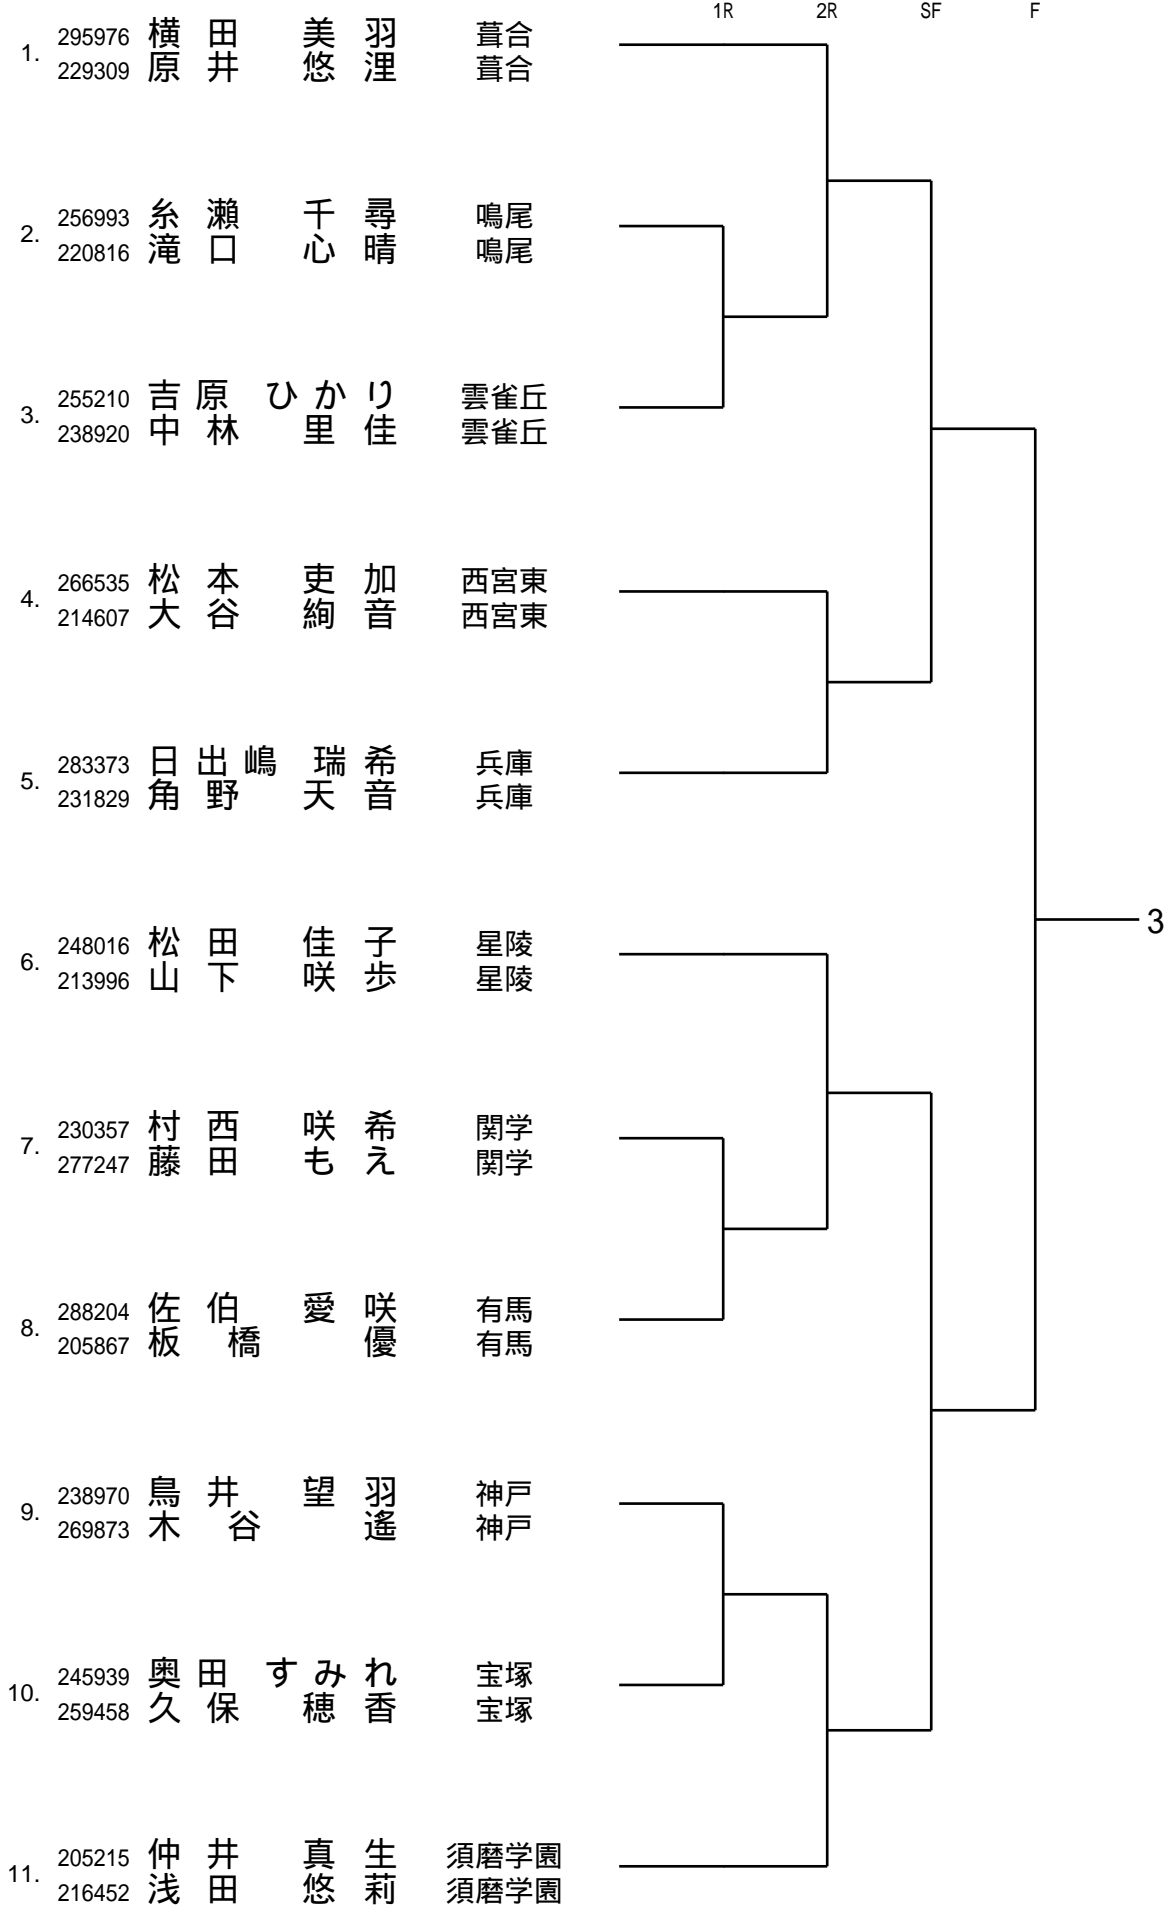 1R 2R SF F
1. 295976 横田 美羽 葺合
229309 原井 悠浬 葺合
2. 256993 糸瀬 千尋 鳴尾
220816 滝口 心晴 鳴尾
3. 255210 吉原 ひかり 雲雀丘
238920 中林 里佳 雲雀丘
4. 266535 松本 吏加 西宮東
214607 大谷 絢音 西宮東
5. 283373 日出嶋 瑞希 兵庫
231829 角野 天音 兵庫
3
6. 248016 松田 佳子 星陵
213996 山下 咲歩 星陵
7. 230357 村西 咲希 関学
277247 藤田 もえ 関学
8. 288204 佐伯 愛咲 有馬
205867 板橋 優 有馬
9. 238970 鳥井 望羽 神戸
269873 木谷 遙 神戸
10. 245939 奥田 すみれ 宝塚
259458 久保 穂香 宝塚
11. 205215 仲井 真生 須磨学園
216452 浅田 悠莉 須磨学園